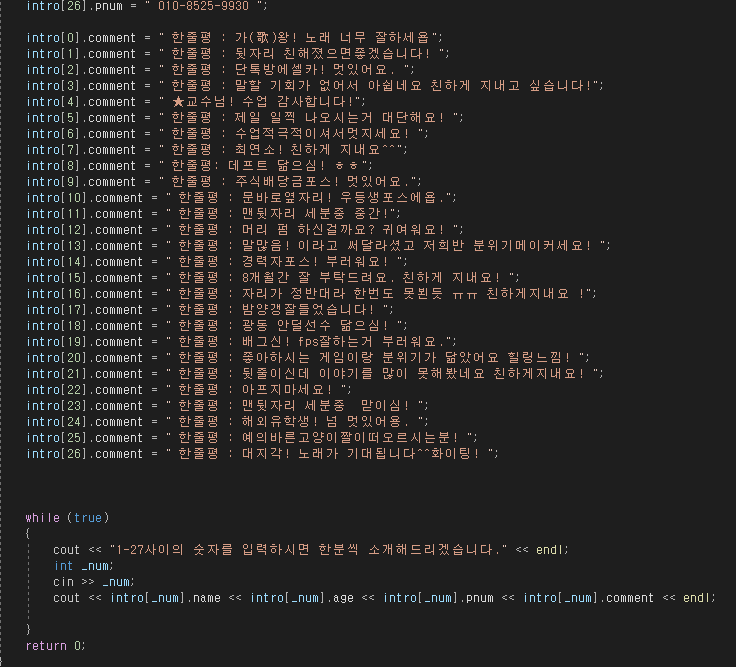 intro[26].pnum = " 010-8525-9930 ";
intro[0].comment = " 한줄평 : 가(歌)왕! 노래 너무 잘하세욥";
intro[1].comment = " 한줄평 : 뒷자리 친해졌으면좋겠습니다! ";
intro[2].comment = " 한줄평 : 단톡방에셀카! 멋있어요. ";
intro[3].comment = " 한줄평 : 말할 기회가 없어서 아쉽네요 친하게 지내고 싶습니다!";
intro[4].comment = " ★교수님! 수업 감사합니다!";
intro[5].comment = " 한줄평 : 제일 일찍 나오시는거 대단해요! ";
intro[6].comment = " 한줄평 : 수업적극적이셔서멋지세요! ";
intro[7].comment = " 한줄평 : 최연소! 친하게 지내요^^";
intro[8].comment = " 한줄평: 데프트 닮으심! ㅎㅎ";
intro[9].comment = " 한줄평 : 주식배당금포스! 멋있어요.";
intro[10].comment = " 한줄평 : 문바로옆자리! 우등생포스에욥.";
intro[11].comment = " 한줄평 : 맨뒷자리 세분중 중간!";
intro[12].comment = " 한줄평 : 머리 펌 하신걸까요? 귀여워요! ";
intro[13].comment = " 한줄평 : 말많음! 이라고 써달라셨고 저희반 분위기메이커세요! ";
intro[14].comment = " 한줄평 : 경력자포스! 부러워요! ";
intro[15].comment = " 한줄평 : 8개월간 잘 부탁드려요. 친하게 지내요! ";
intro[16].comment = " 한줄평 : 자리가 정반대라 한번도 못뵌듯 ㅠㅠ 친하게지내요 !";
intro[17].comment = " 한줄평 : 밤양갱잘들었습니다! ";
intro[18].comment = " 한줄평 : 광동 안딜선수 닮으심! ";
intro[19].comment = " 한줄평 : 배그신! fps잘하는거 부러워요.";
intro[20].comment = " 한줄평 : 좋아하시는 게임이랑 분위기가 닮았어요 힐링느낌! ";
intro[21].comment = " 한줄평 : 뒷줄이신데 이야기를 많이 못해봤네요 친하게지내요! ";
intro[22].comment = " 한줄평 : 아프지마세요! ";
intro[23].comment = " 한줄평 : 맨뒷자리 세분중  맏이심! ";
intro[24].comment = " 한줄평 : 해외유학생! 넘 멋있어용. ";
intro[25].comment = " 한줄평 : 예의바른고양이짤이떠오르시는분! ";
intro[26].comment = " 한줄평 : 대지각! 노래가 기대됩니다^^화이팅! ";
while (true)
{
cout << "1-27사이의 숫자를 입력하시면 한분씩 소개해드리겠습니다." << endl;
int _num;
cin >> _num;
cout << intro[_num].name << intro[_num].age << intro[_num].pnum << intro[_num].comment << endl;
}
return 0;